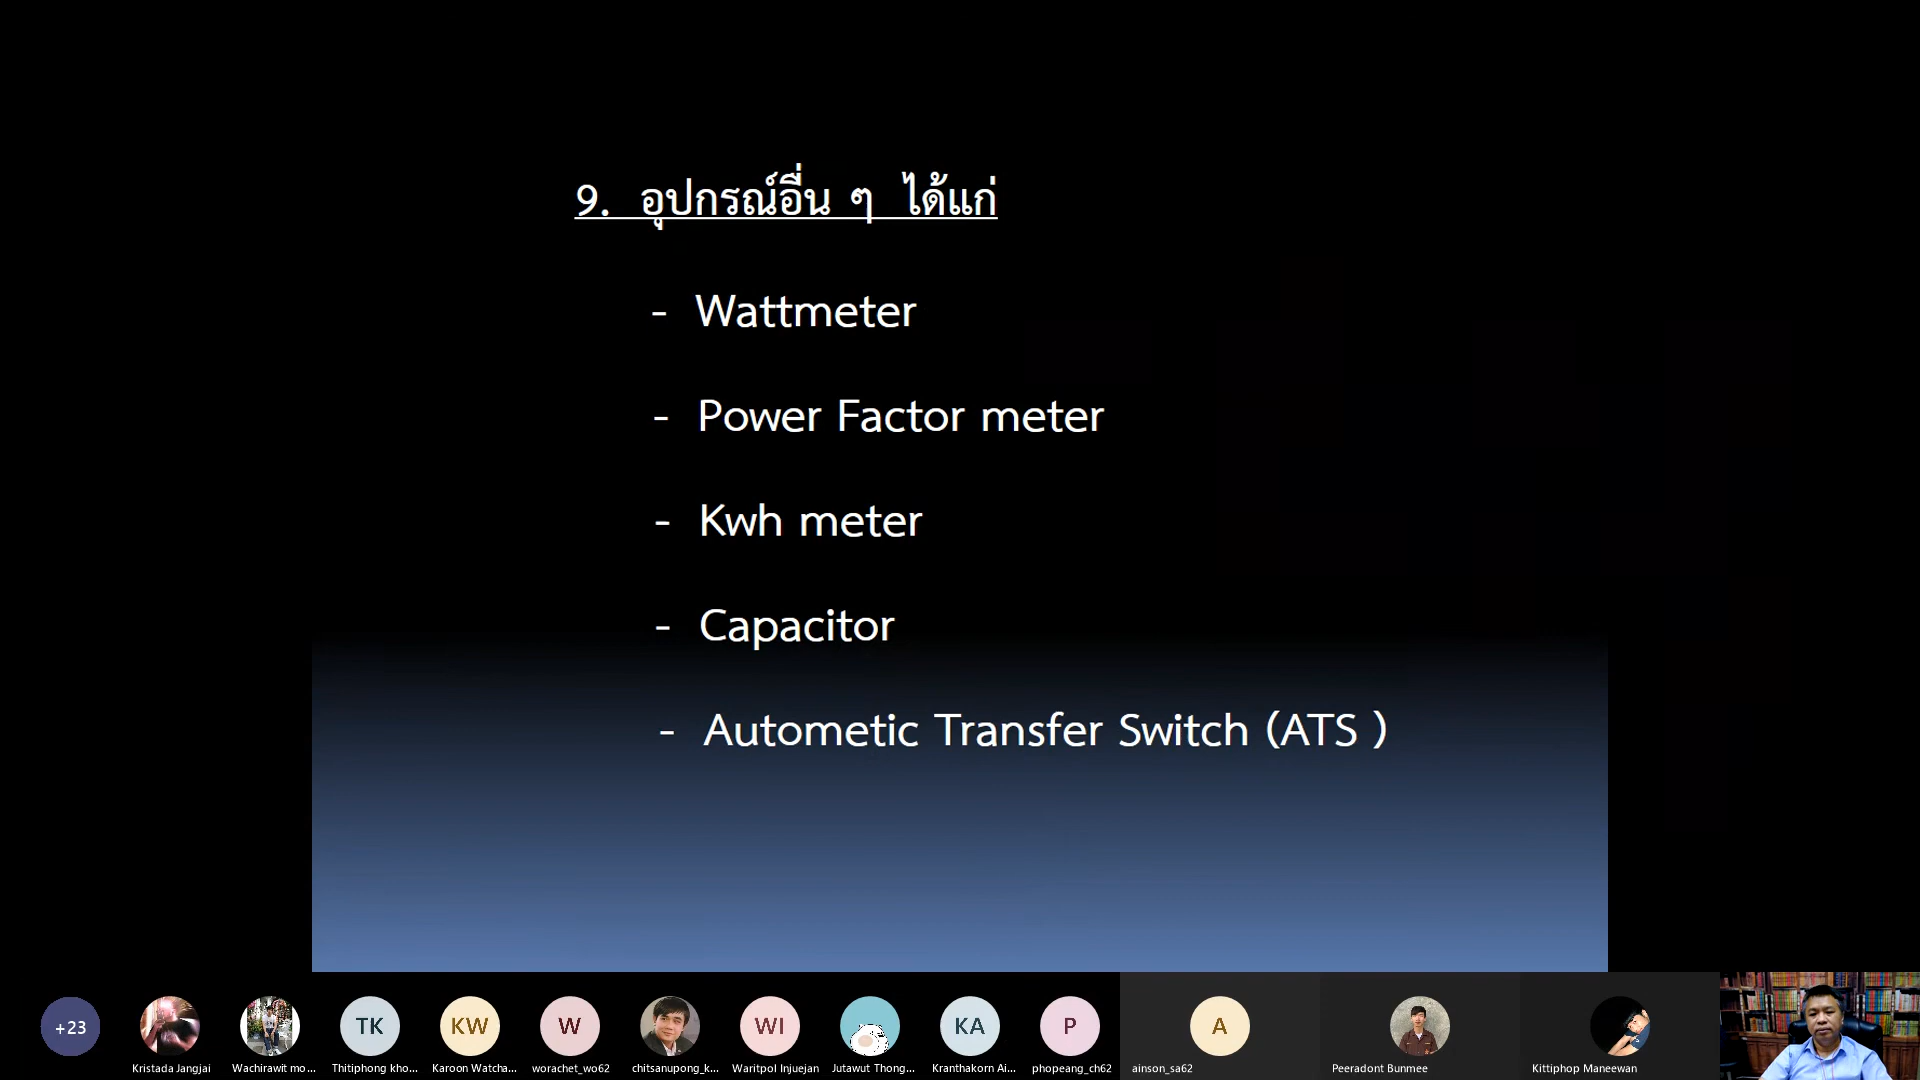 9. อุปกรณ์อื่น ๆ ได้แก่
- Wattmeter
- Power Factor meter
- Kwh meter
- Capacitor
- Autometic Transfer Switch (ATS )
+23
TK
KW
W
WI
KA
P
A
Kristada Jangjai
Wachirawit mo...
Thitiphong kho...
Karoon Watcha...
worachet_wo62
chitsanupong_k...
Waritpol Injuejan
Jutawut Thong...
Kranthakorn Ai...
phopeang_ch62
ainson_sa62
Peeradont Bunmee
Kittiphop Maneewan